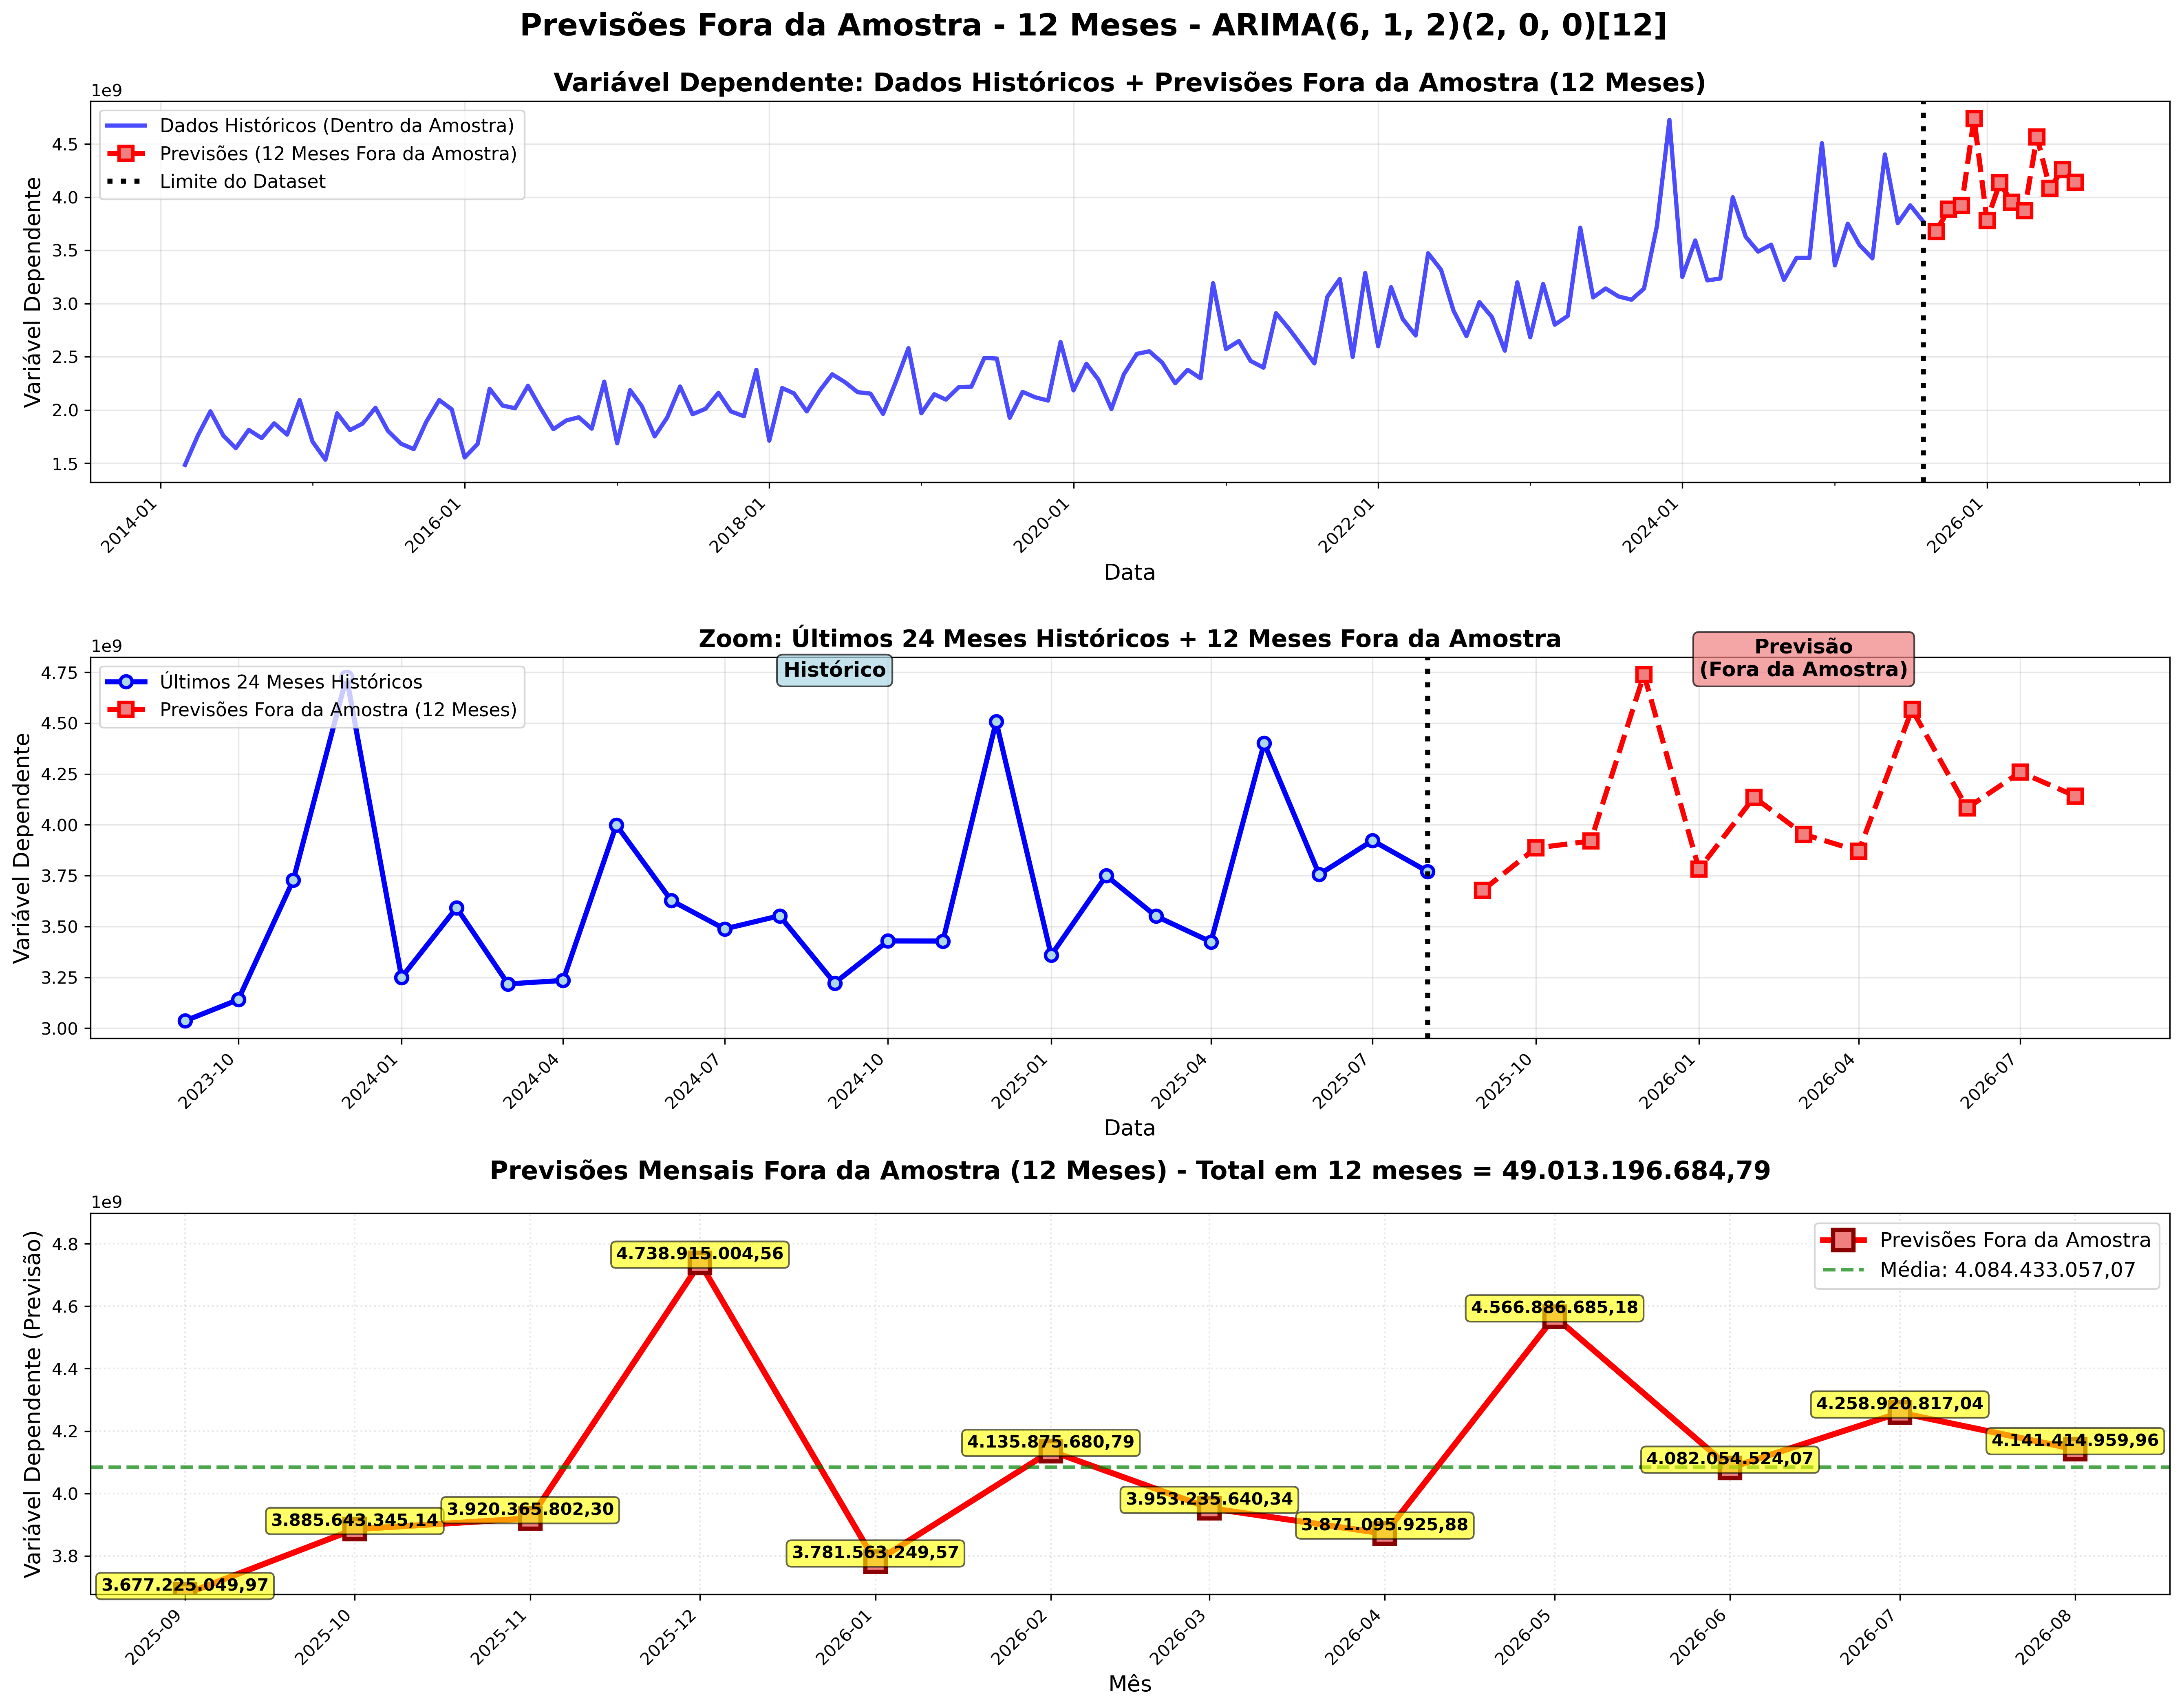 Previsões Fora da Amostra - 12 Meses - ARIMA(6, 1, 2)(2, 0, 0)[12]
Variável Dependente: Dados Históricos + Previsões Fora da Amostra (12 Meses)
1e9
Dados Históricos (Dentro da Amostra)
Previsões (12 Meses Fora da Amostra)
Limite do Dataset
Variável Dependente
4.5
4.0
3.5
3.0
2.5
2.0
1.5
2014-01
2016-01
2018-01
2020-01
2022-01
2024-01
2026-01
Data
Zoom: Últimos 24 Meses Históricos + 12 Meses Fora da Amostra
1e9
Últimos 24 Meses Históricos
Previsões Fora da Amostra (12 Meses)
Histórico
Previsão
(Fora da Amostra)
Variável Dependente
4.75
4.50
4.25
4.00
3.75
3.50
3.25
3.00
2023-10
2024-01
2024-04
2024-07
2024-10
2025-01
2025-04
2025-07
2025-10
2026-01
2026-04
2026-07
Data
Previsões Mensais Fora da Amostra (12 Meses) - Total em 12 meses = 49.013.196.684,79
1e9
Previsões Fora da Amostra
Média: 4.084.433.057,07
Variável Dependente (Previsão)
4.8
4.6
4.4
4.2
4.0
3.8
3.677.225.049,97
3.885.643.345,14
3.920.365.802,30
4.738.915.004,56
3.781.563.249,57
4.135.875.680,79
3.953.235.640,34
3.871.095.925,88
4.566.886.685,18
4.082.054.524,07
4.258.920.817,04
4.141.414.959,96
2025-09
2025-10
2025-11
2025-12
2026-01
2026-02
2026-03
2026-04
2026-05
2026-06
2026-07
2026-08
Mês